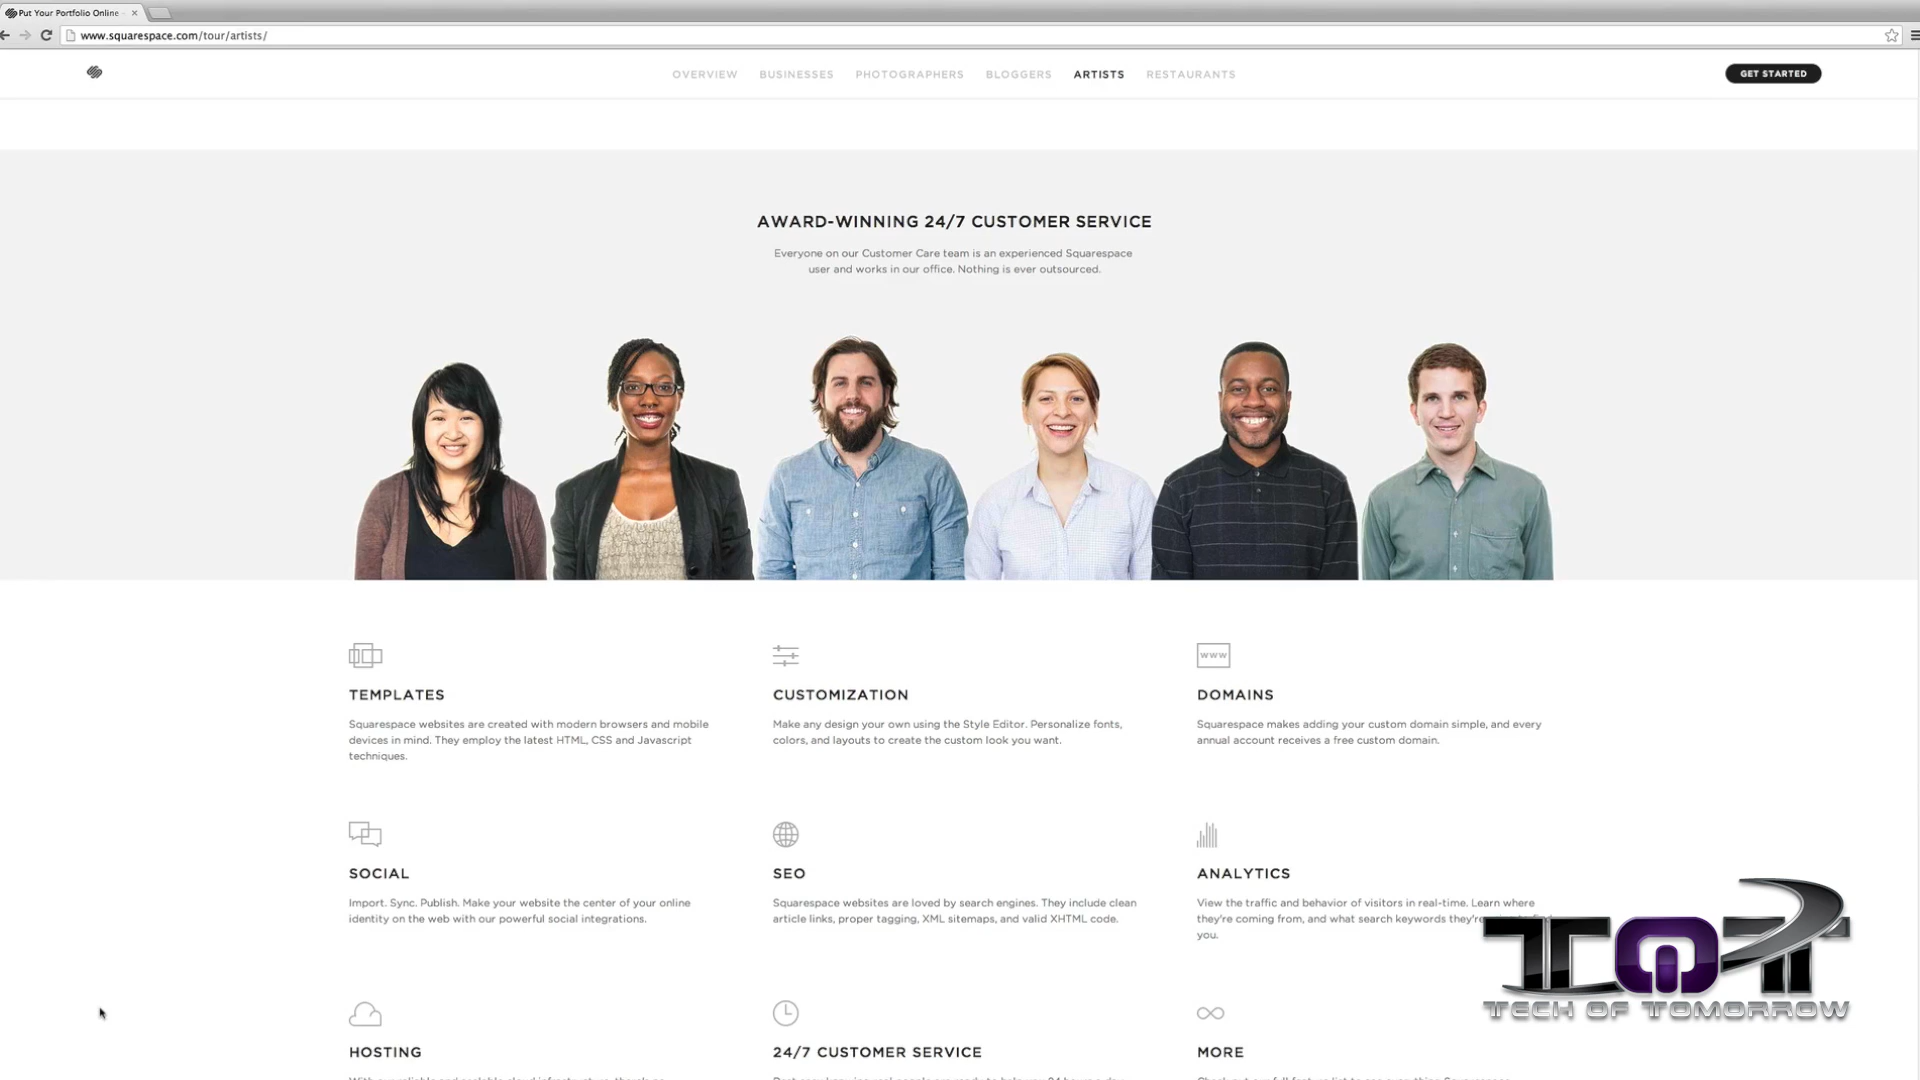 Put Your Portfolio Online
www.squarespace.com/tour/artists/
OVERVIEW BUSINESSES PHOTOGRAPHERS BLOGGERS ARTISTS RESTAURANTS GET STARTED
AWARD-WINNING 24/7 CUSTOMER SERVICE
Everyone on our Customer Care team is an experienced Squarespace
user and works in our office. Nothing is ever outsourced.
WWW
TEMPLATES
Squarespace websites are created with modern browsers and mobile
devices in mind. They employ the latest HTML, CSS and Javascript
techniques.
CUSTOMIZATION
Make any design your own using the Style Editor. Personalize fonts,
colors, and layouts to create the custom look you want.
DOMAINS
Squarespace makes adding your custom domain simple, and every
annual account receives a free custom domain.
SOCIAL
Import. Sync. Publish. Make your website the center of your online
identity on the web with our powerful social integrations.
SEO
Squarespace websites are loved by search engines. They include clean
article links, proper tagging, XML sitemaps, and valid XHTML code.
ANALYTICS
View the traffic and behavior of visitors in real-time. Learn where
they're coming from, and what search keywords they're
you.
TOT
TECH OF TOMORROW
HOSTING
24/7 CUSTOMER SERVICE
MORE